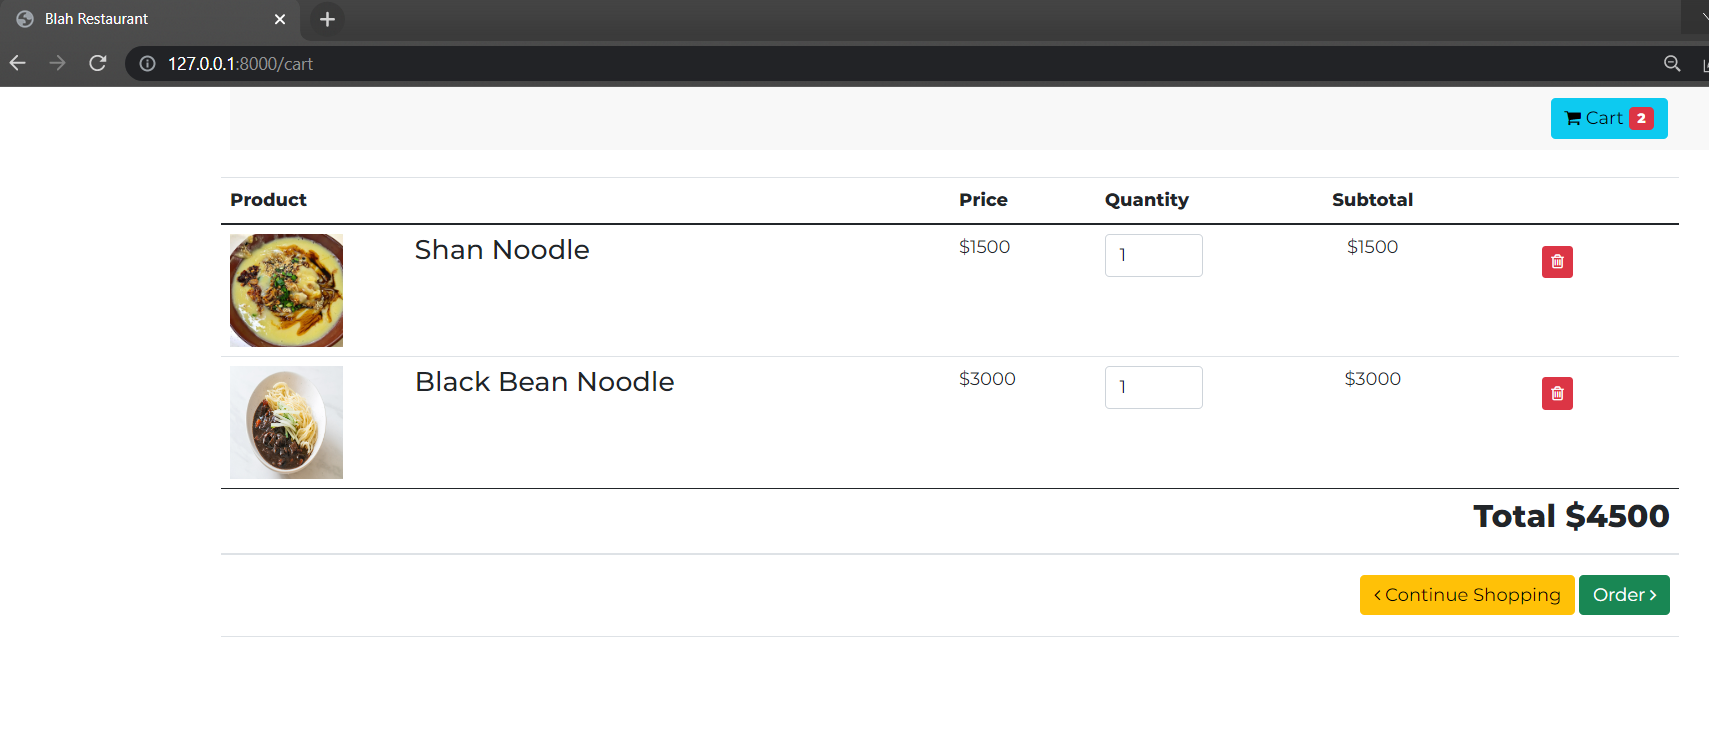 Blah Restaurant
127.0.0.1:8000/cart
Cart 2
Product Price Quantity Subtotal
Shan Noodle $1500 1 $1500
Black Bean Noodle $3000 1 $3000
Total $4500
Continue Shopping Order